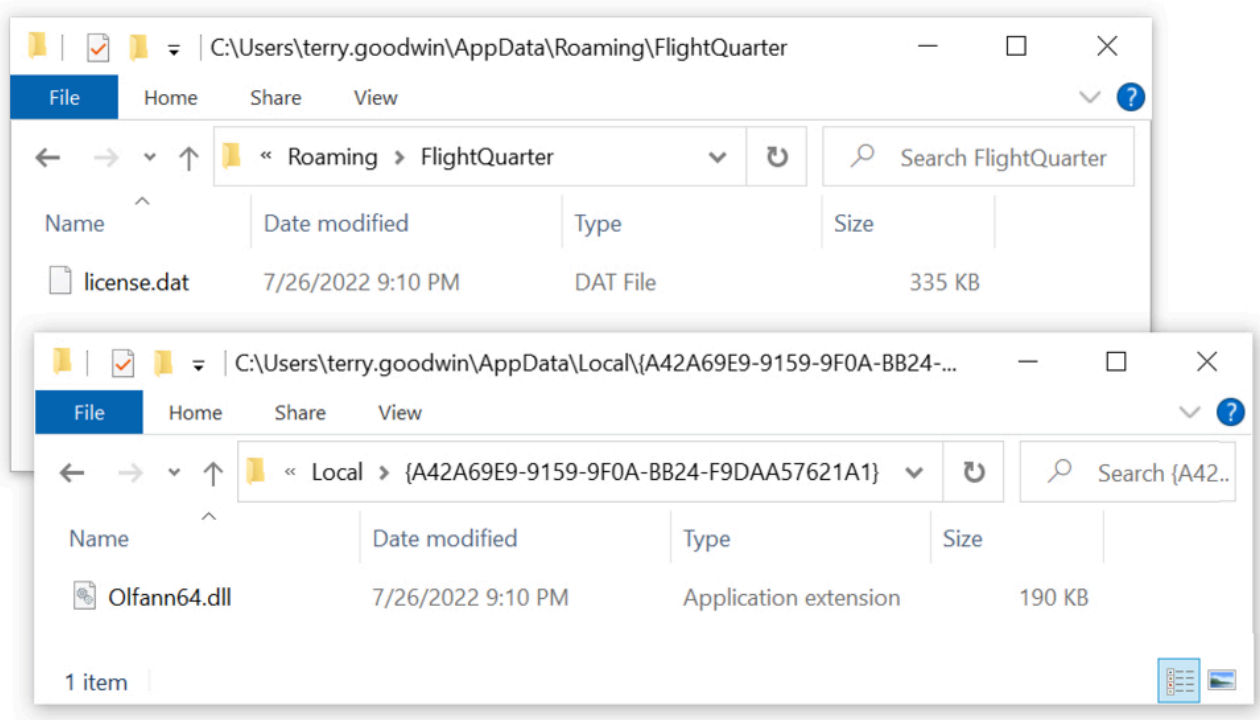 C:\Users\terry.goodwin\AppData\Roaming\FlightQuarter
File Home Share View
« Roaming > FlightQuarter Search FlightQuarter
Name Date modified Type Size
license.dat 7/26/2022 9:10 PM DAT File 335 KB
C:\Users\terry.goodwin\AppData\Local\{A42A69E9-9159-9F0A-BB24-...
File Home Share View
« Local > {A42A69E9-9159-9F0A-BB24-F9DAA57621A1} Search {A42..
Name Date modified Type Size
Olfann64.dll 7/26/2022 9:10 PM Application extension 190 KB
1 item